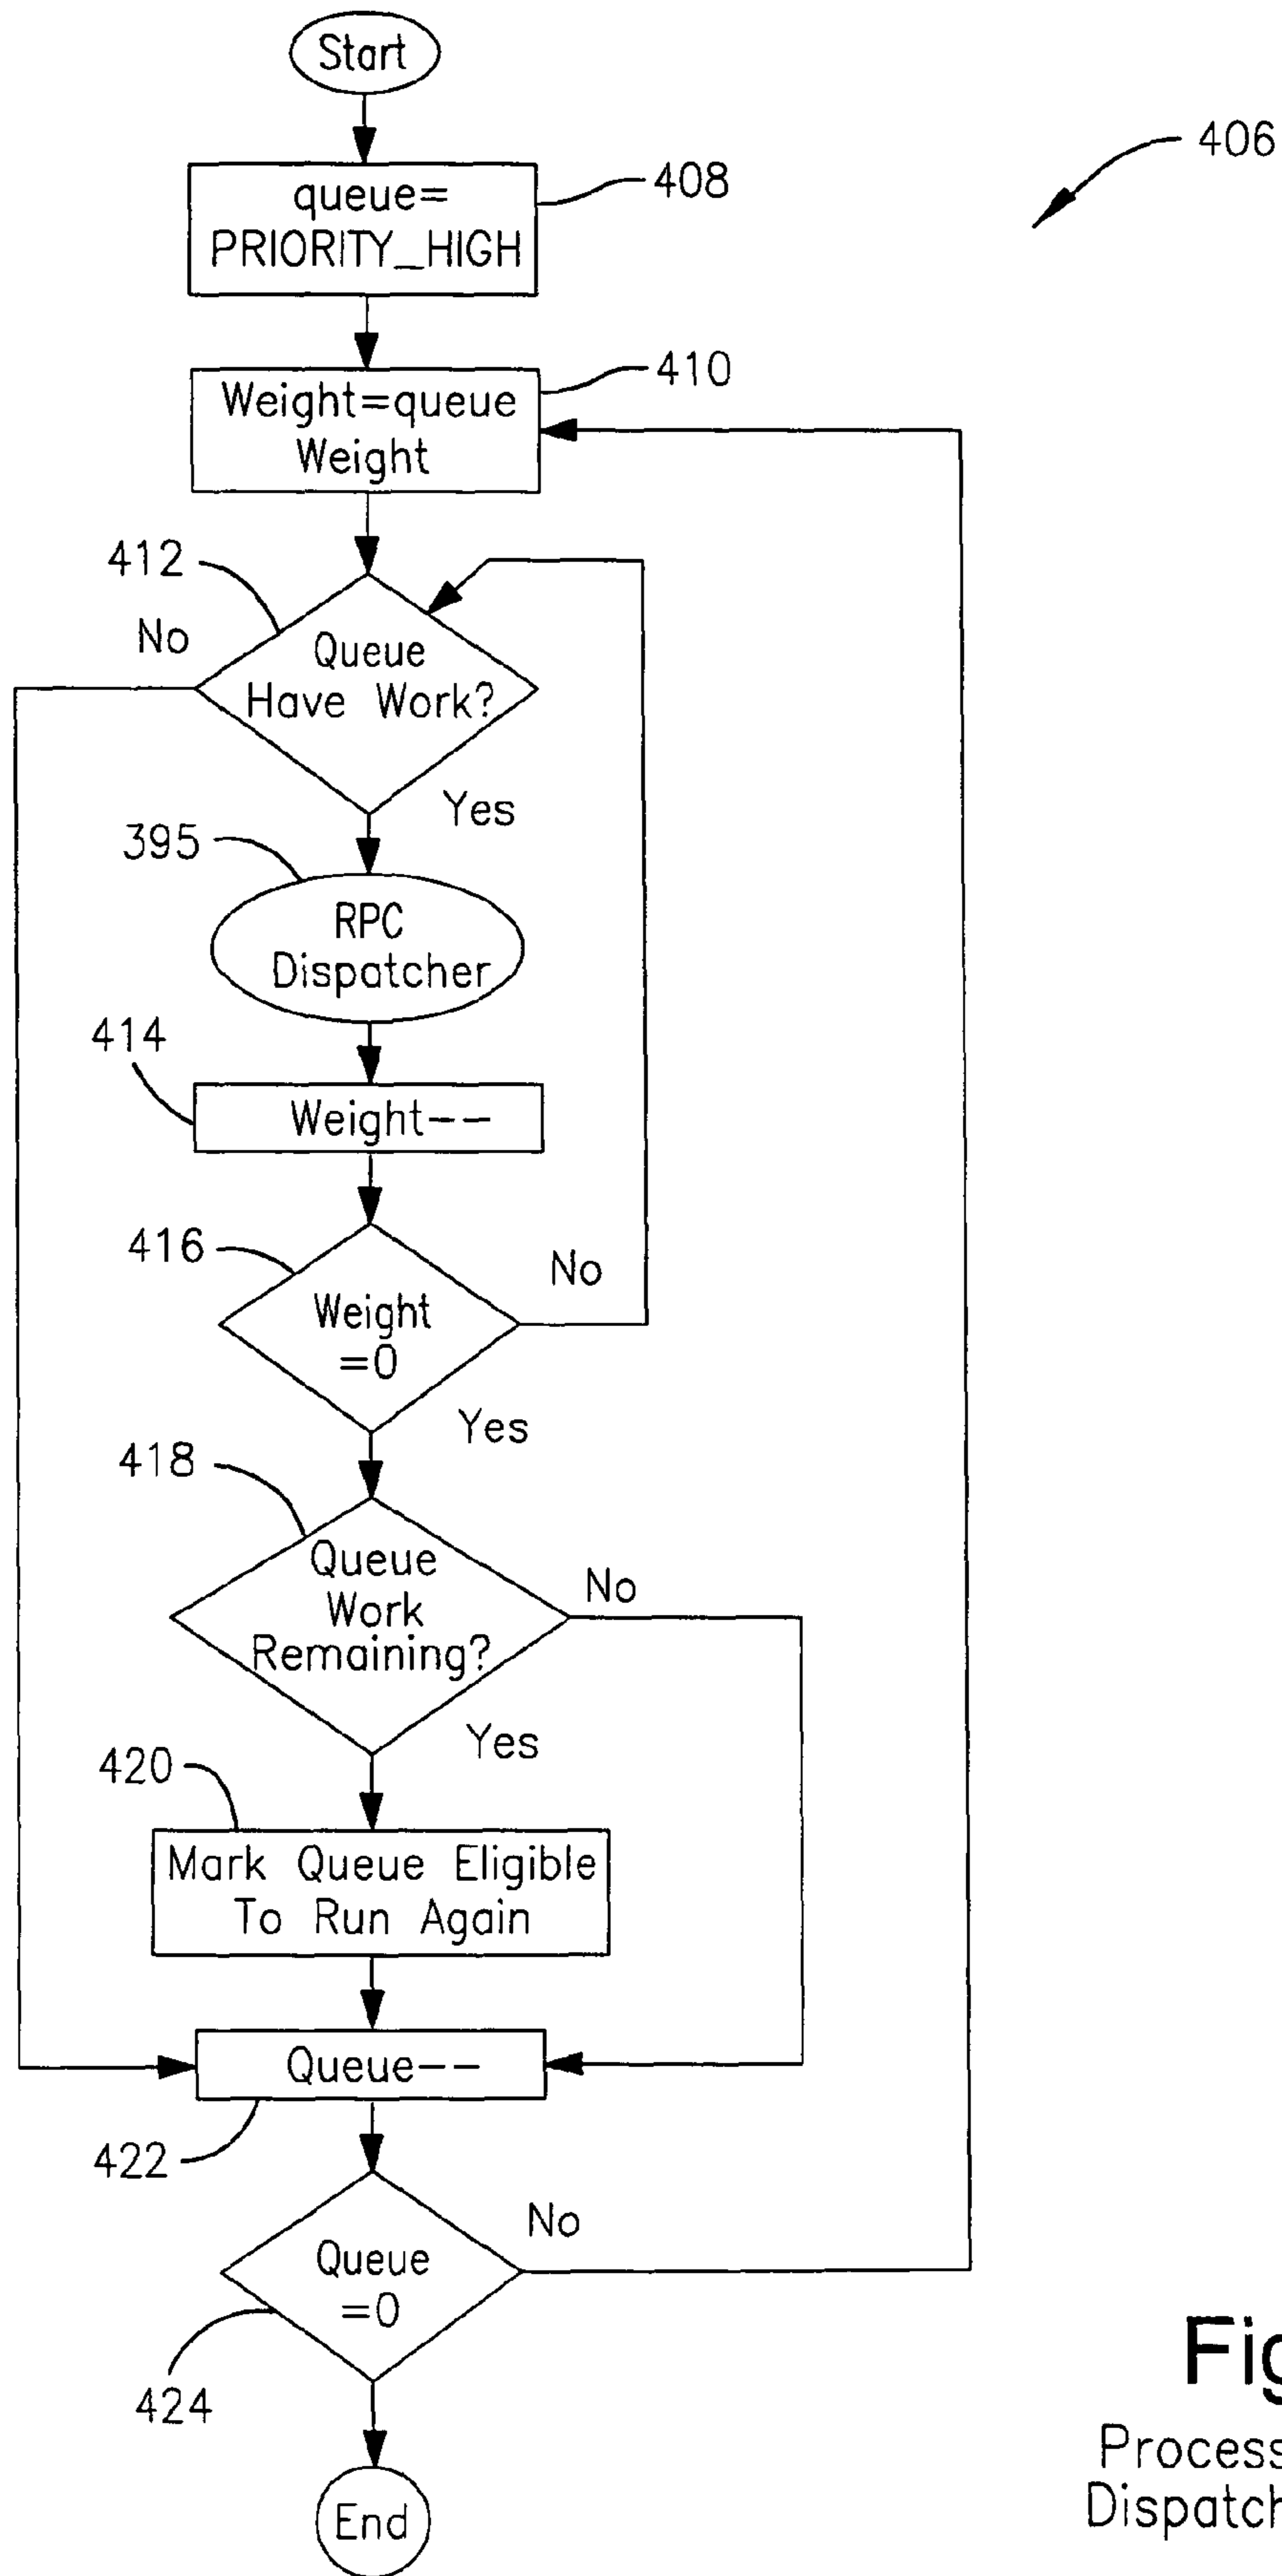 Start
406
queue=
PRIORITY_HIGH
408
Weight=queue
Weight
410
412
No
Queue
Have Work?
Yes
395
RPC
Dispatcher
414
Weight--
416
No
Weight
=0
Yes
418
Queue
Work
Remaining?
No
Yes
420
Mark Queue Eligible
To Run Again
Queue--
422
No
Queue
=0
424
End
Fig
Process
Dispatch